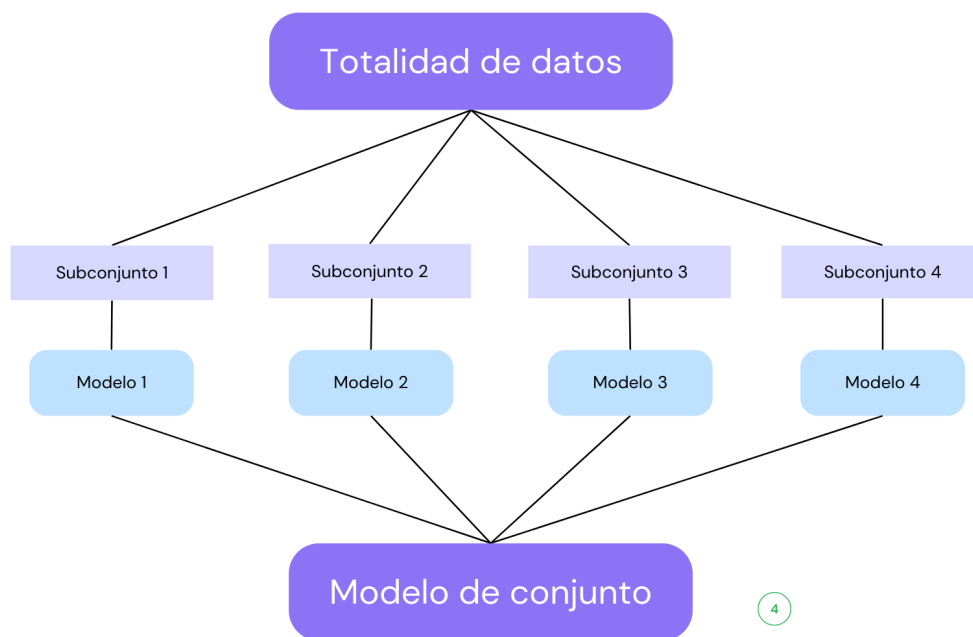 Totalidad de datos
Subconjunto 1
Subconjunto 2
Subconjunto 3
Subconjunto 4
Modelo 1
Modelo 2
Modelo 3
Modelo 4
Modelo de conjunto
4